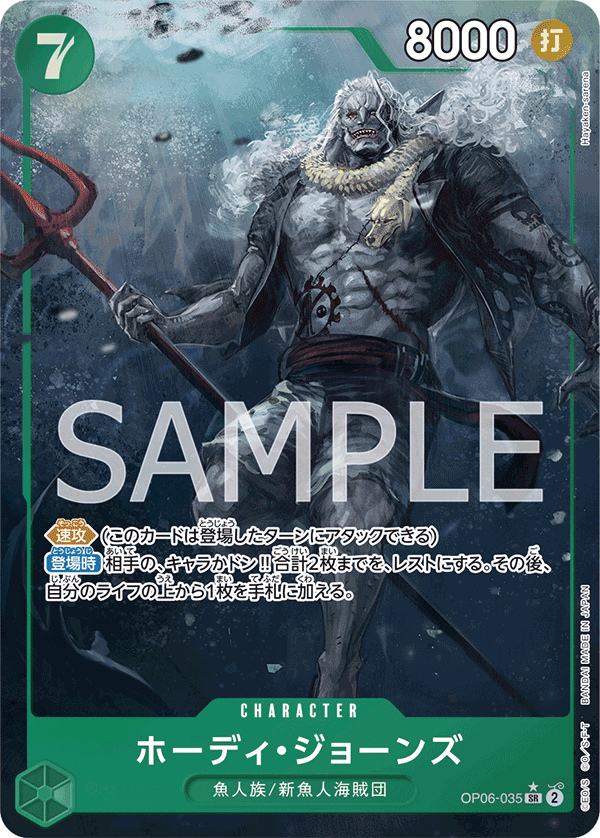 7
8000
打
Hayaken-sarena
SAMPLE
速攻 (このカードは登場したターンにアタックできる)
登場時 相手の、キャラかドン!!合計2枚までを、レストにする。その後、
自分のライフの上から1枚を手札に加える。
©E.O/S ©O./S・F・T BANDAI MADE IN JAPAN
CHARACTER
ホーディ・ジョーンズ
魚人族/新魚人海賊団
OP06-035 SR 2